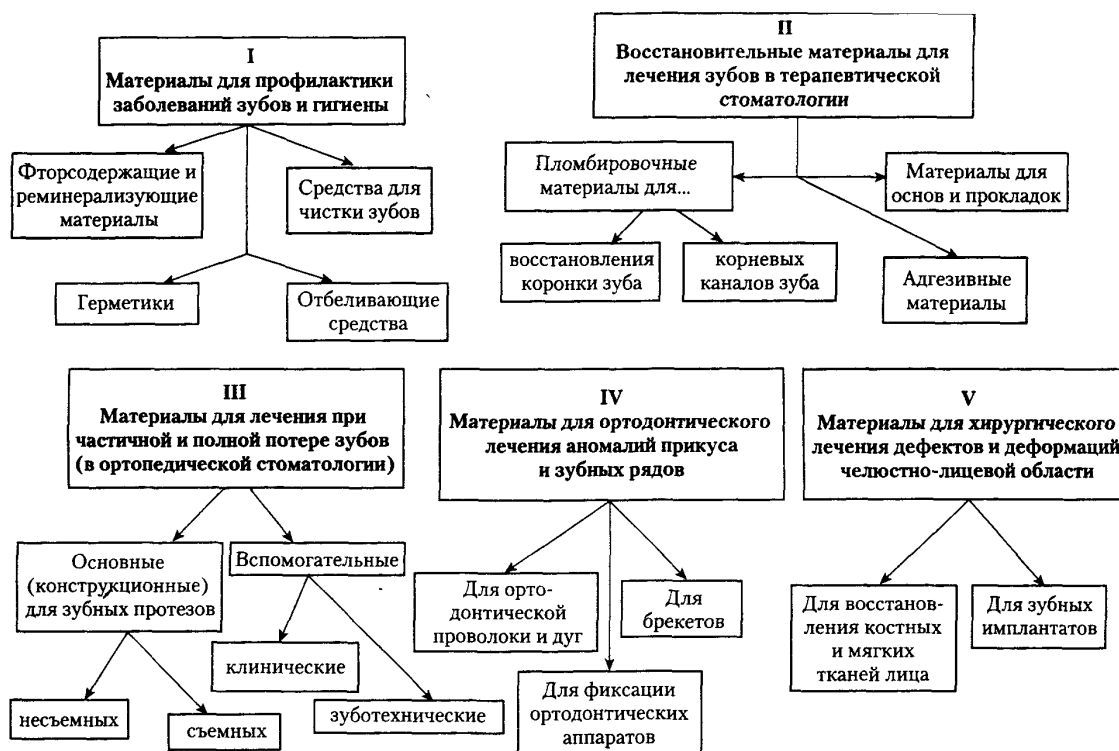 I
Материалы для профилактики
заболеваний зубов и гигиены
Фторсодержащие и
реминерализующие
материалы
Средства для
чистки зубов
Герметики
Отбеливающие
средства
II
Восстановительные материалы для
лечения зубов в терапевтической
стоматологии
Пломбировочные
материалы для...
Материалы для
основ и прокладок
восстановления
коронки зуба
корневых
каналов зуба
Адгезивные
материалы
III
Материалы для лечения при
частичной и полной потере зубов
(в ортопедической стоматологии)
Основные
(конструкционные)
для зубных протезов
Вспомогательные
клинические
несъемных
съемных
зуботехнические
IV
Материалы для ортодонтического
лечения аномалий прикуса
и зубных рядов
Для орто-
донтической
проволоки и дуг
Для
брекетов
Для фиксации
ортодонтических
аппаратов
V
Материалы для хирургического
лечения дефектов и деформаций
челюстно-лицевой области
Для восстанов-
ления костных
и мягких
тканей лица
Для зубных
имплантатов